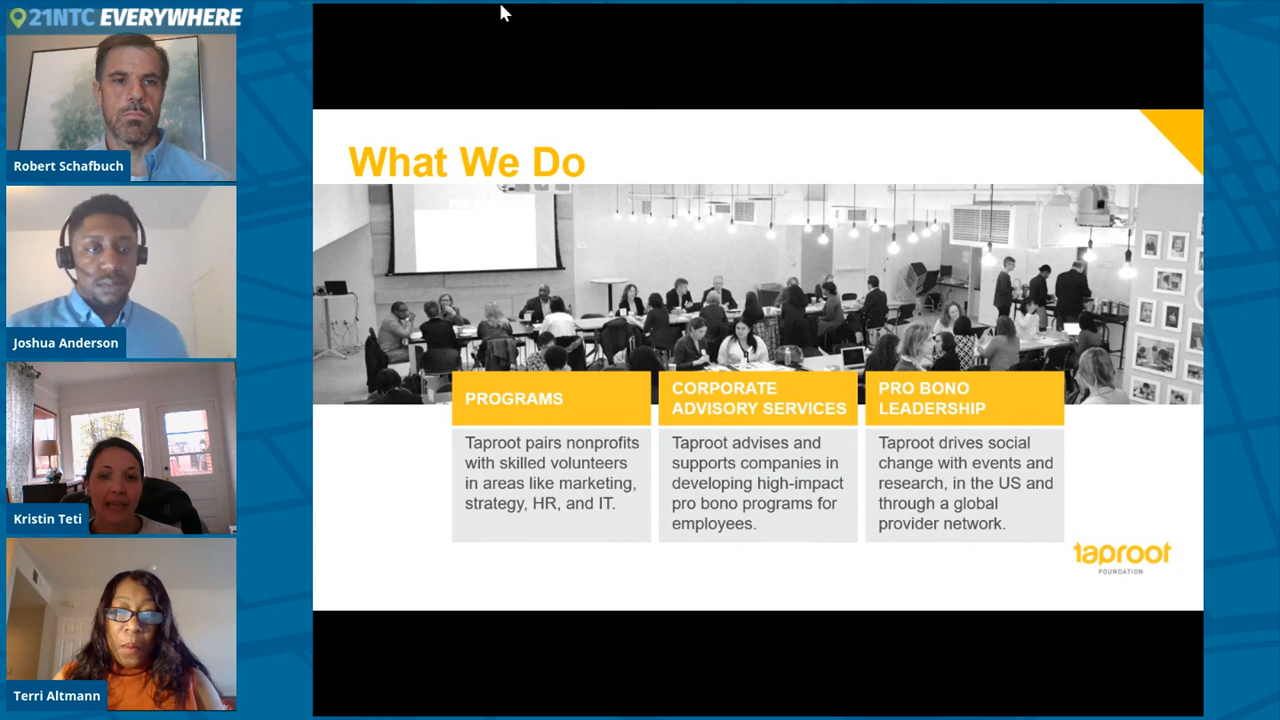 21NTC EVERYWHERE
Robert Schafbuch
Joshua Anderson
Kristin Teti
Terri Altmann
What We Do
PROGRAMS
Taproot pairs nonprofits
with skilled volunteers
in areas like marketing,
strategy, HR, and IT.
CORPORATE
ADVISORY SERVICES
Taproot advises and
supports companies in
developing high-impact
pro bono programs for
employees.
PRO BONO
LEADERSHIP
Taproot drives social
change with events and
research, in the US and
through a global
provider network.
taproot
FOUNDATION